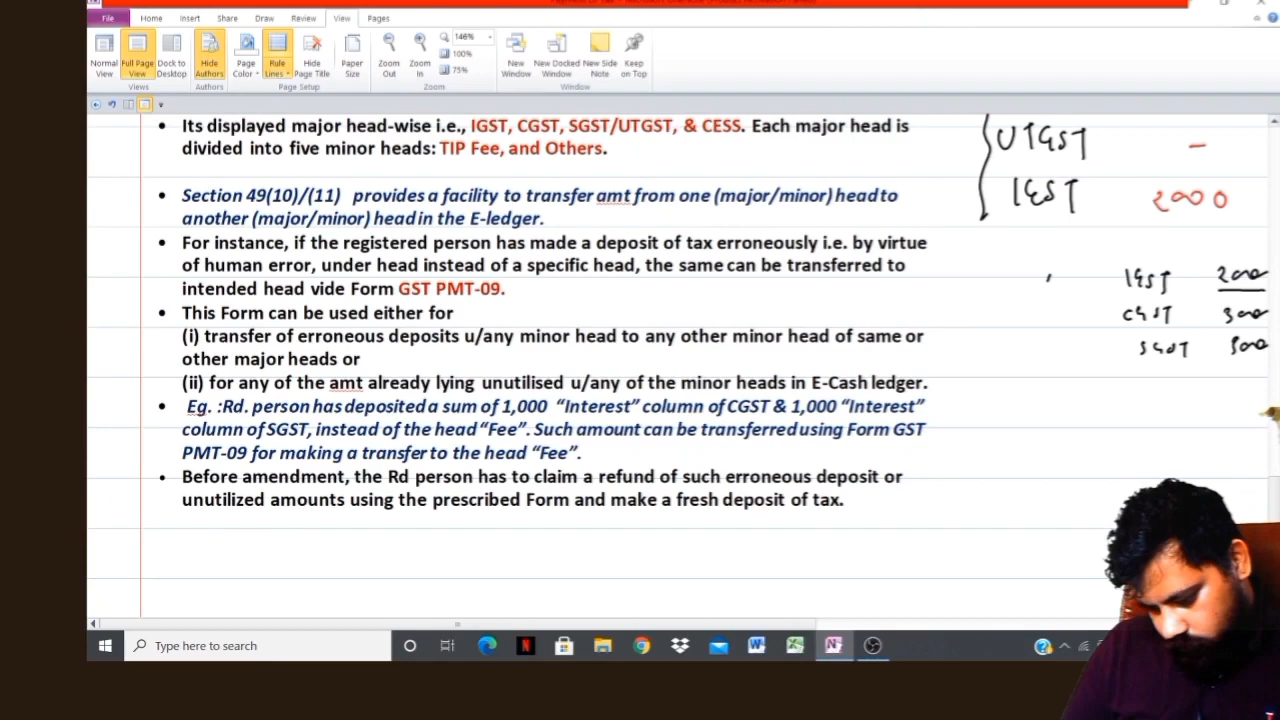 File Home Insert Share Draw Review View Pages
Normal View Full Page View Dock to Desktop Hide Authors Page Color Rule Lines Hide Page Title Paper Size Zoom Out Zoom In 146% 100% 75% New Window New Docked Window New Side Note Keep on Top
Views Authors Page Setup Zoom Window
• Its displayed major head-wise i.e., IGST, CGST, SGST/UTGST, & CESS. Each major head is
divided into five minor heads: TIP Fee, and Others.
• Section 49(10)/(11) provides a facility to transfer amt from one (major/minor) head to
another (major/minor) head in the E-ledger.
• For instance, if the registered person has made a deposit of tax erroneously i.e. by virtue
of human error, under head instead of a specific head, the same can be transferred to
intended head vide Form GST PMT-09.
• This Form can be used either for
(i) transfer of erroneous deposits u/any minor head to any other minor head of same or
other major heads or
(ii) for any of the amt already lying unutilised u/any of the minor heads in E-Cash ledger.
• Eg. :Rd. person has deposited a sum of 1,000 “Interest” column of CGST & 1,000 “Interest”
column of SGST, instead of the head “Fee”. Such amount can be transferred using Form GST
PMT-09 for making a transfer to the head “Fee”.
• Before amendment, the Rd person has to claim a refund of such erroneous deposit or
unutilized amounts using the prescribed Form and make a fresh deposit of tax.
UTGST –
IGST 2000
IGST 2000
CGST
SGST
Type here to search